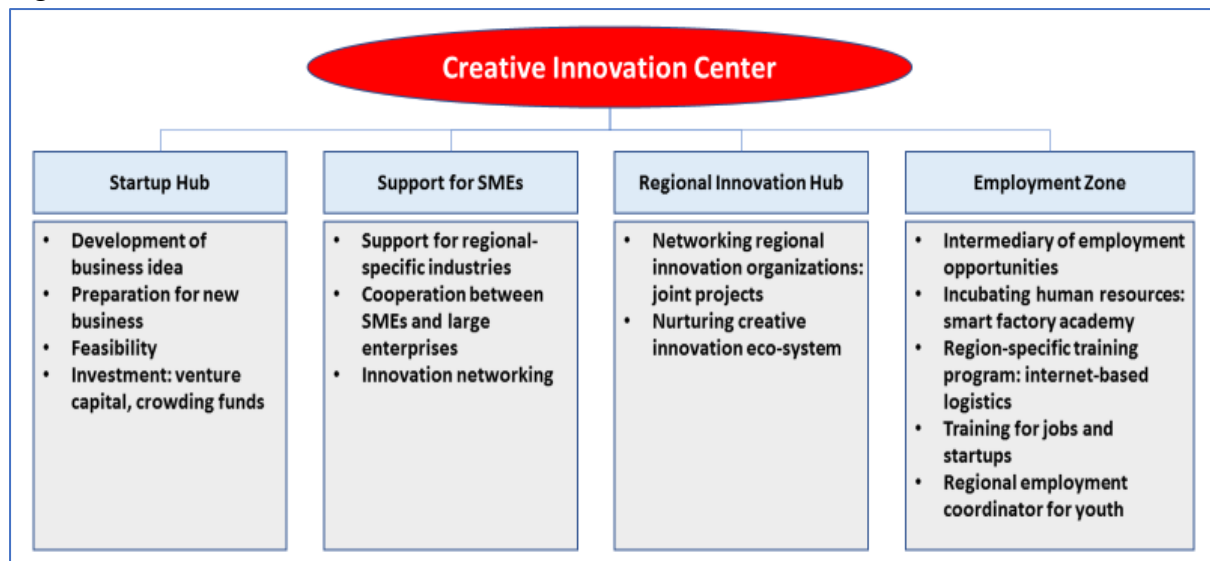 Creative Innovation Center
Startup Hub
• Development of
business idea
• Preparation for new
business
• Feasibility
• Investment: venture
capital, crowding funds
Support for SMEs
• Support for regional-
specific industries
• Cooperation between
SMEs and large
enterprises
• Innovation networking
Regional Innovation Hub
• Networking regional
innovation organizations:
joint projects
• Nurturing creative
innovation eco-system
Employment Zone
• Intermediary of employment
opportunities
• Incubating human resources:
smart factory academy
• Region-specific training
program: internet-based
logistics
• Training for jobs and
startups
• Regional employment
coordinator for youth